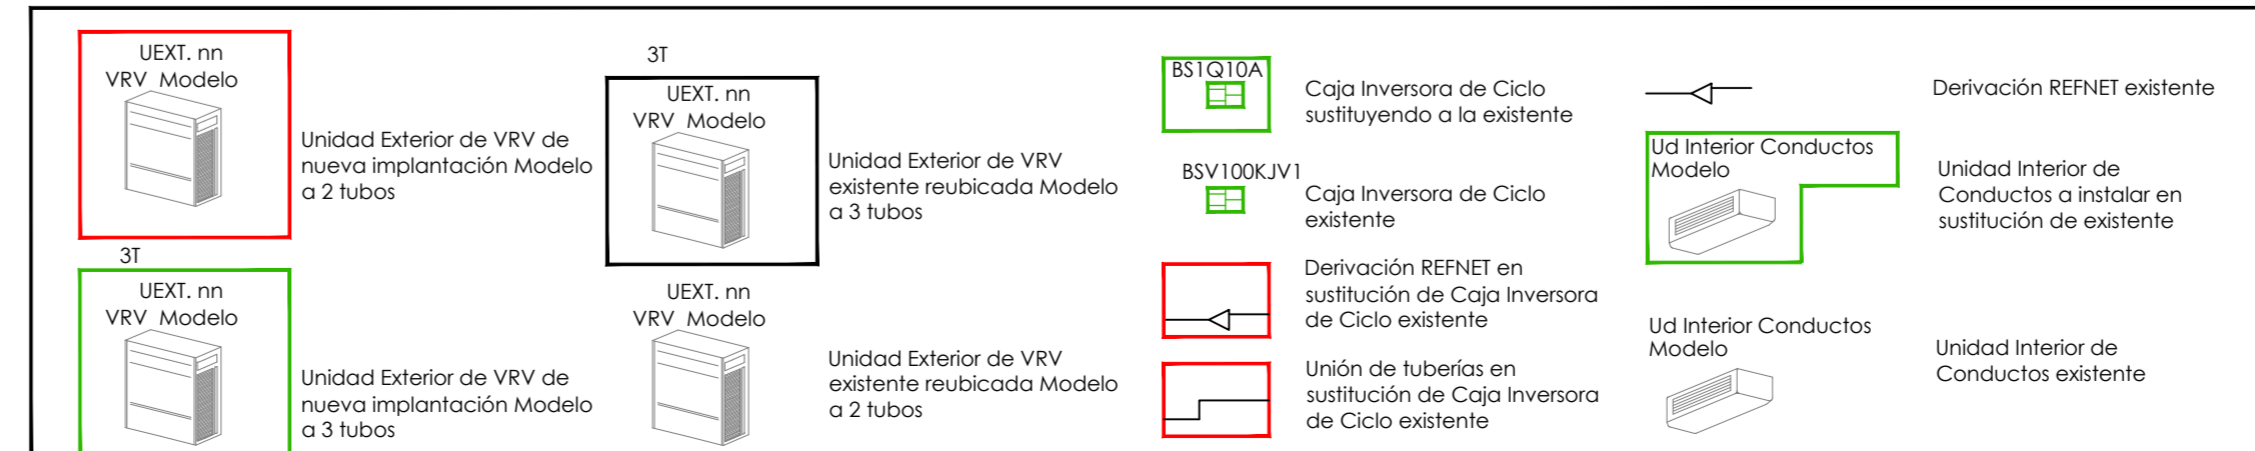 UEXT. nn
VRV Modelo
Unidad Exterior de VRV de
nueva implantación Modelo
a 2 tubos
3T
UEXT. nn
VRV Modelo
Unidad Exterior de VRV de
nueva implantación Modelo
a 3 tubos
3T
UEXT. nn
VRV Modelo
Unidad Exterior de VRV
existente reubicada Modelo
a 3 tubos
UEXT. nn
VRV Modelo
Unidad Exterior de VRV
existente reubicada Modelo
a 2 tubos
BS1Q10A
Caja Inversora de Ciclo
sustituyendo a la existente
BSV100KJV1
Caja Inversora de Ciclo
existente
Derivación REFNET en
sustitución de Caja Inversora
de Ciclo existente
Unión de tuberías en
sustitución de Caja Inversora
de Ciclo existente
Derivación REFNET existente
Ud Interior Conductos
Modelo
Unidad Interior de
Conductos a instalar en
sustitución de existente
Ud Interior Conductos
Modelo
Unidad Interior de
Conductos existente